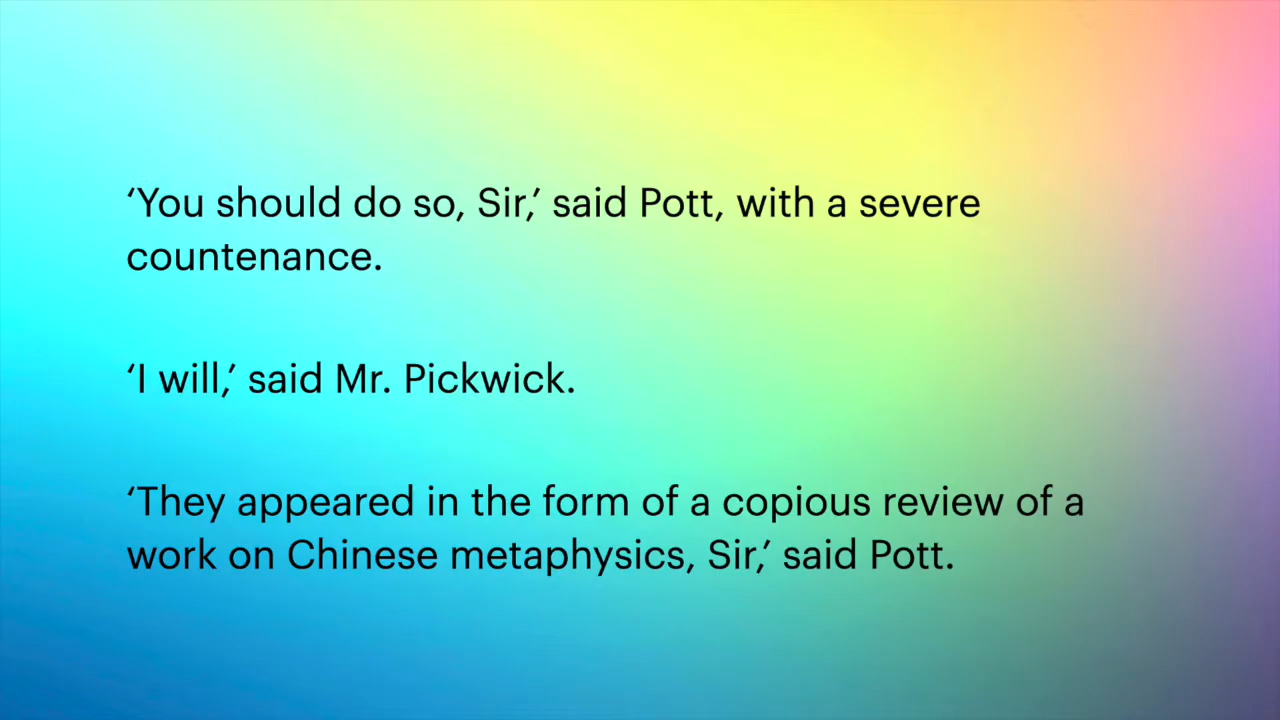 ‘You should do so, Sir,’ said Pott, with a severe
countenance.
‘I will,’ said Mr. Pickwick.
‘They appeared in the form of a copious review of a
work on Chinese metaphysics, Sir,’ said Pott.